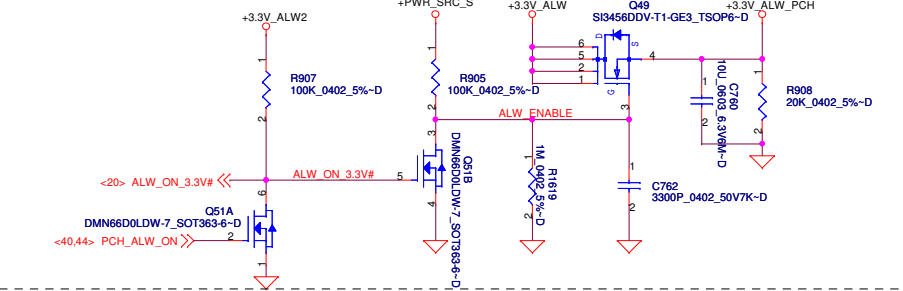 +3.3V_ALW2
+PWR_SRC_S
+3.3V_ALW
Q49
SI3456DDV-T1-GE3_TSOP6~D
+3.3V_ALW_PCH
D
S
G
6
5
2
1
4
3
1
R907
100K_0402_5%~D
2
1
R905
100K_0402_5%~D
2
1
C760
10U_0603_6.3V6M~D
2
1
R908
20K_0402_5%~D
2
ALW_ENABLE
3
Q51B
DMN66D0LDW-7_SOT363-6~D
5
4
1
R1619
1M_0402_5%~D
2
1
C762
3300P_0402_50V7K~D
2
<20> ALW_ON_3.3V#
ALW_ON_3.3V#
6
Q51A
DMN66D0LDW-7_SOT363-6~D
<40,44> PCH_ALW_ON
2
1